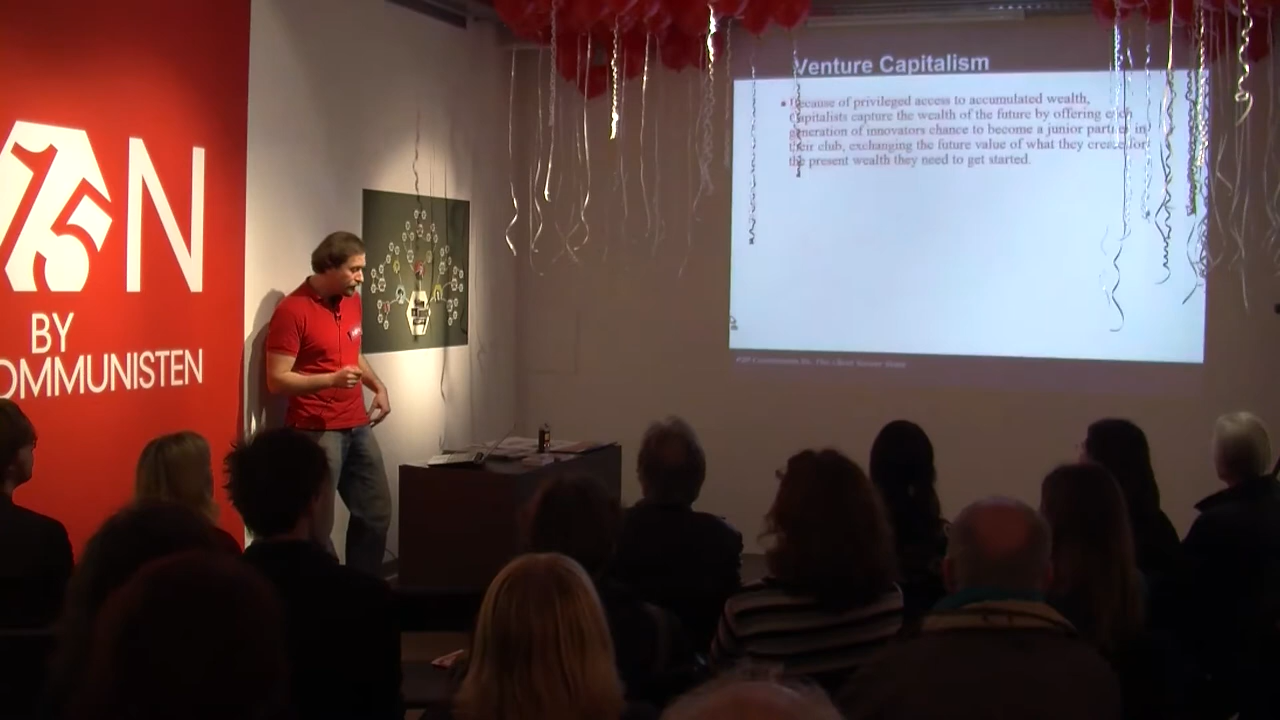 Venture Capitalism
Because of privileged access to accumulated wealth,
Capitalists capture the wealth of the future by offering each
generation of innovators chance to become a junior partner in
their club, exchanging the future value of what they create for
the present wealth they need to get started.
N
BY
OMMUNISTEN